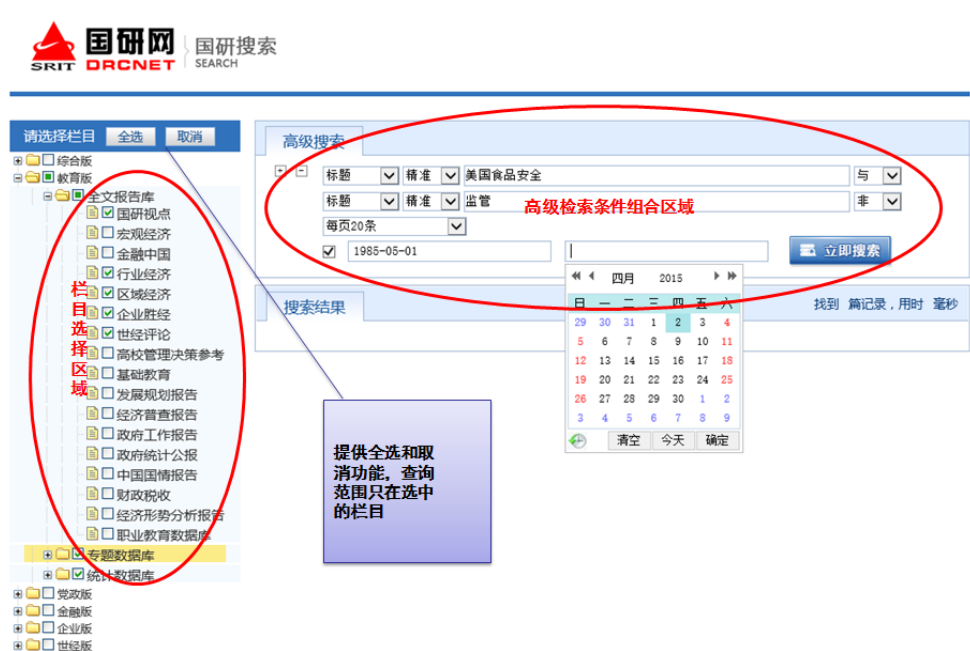 国研网 国研搜索
SRIT DRCNET SEARCH
请选择栏目 全选 取消
综合版
教育版
全文报告库
国研视点
宏观经济
金融中国
行业经济
区域经济
企业胜经
世经评论
高校管理决策参考
基础教育
发展规划报告
经济普查报告
政府工作报告
政府统计公报
中国国情报告
财政税收
经济形势分析报告
职业教育数据库
专题数据库
统计数据库
党政版
金融版
企业版
世经版
栏目选择区域
高级搜索
标题 精准 美国食品安全 与
标题 精准 监管 非
高级检索条件组合区域
每页20条
1985-05-01 立即搜索
搜索结果 找到 篇记录，用时 毫秒
四月 2015
日 一 二 三 四 五 六
29 30 31 1 2 3 4
5 6 7 8 9 10 11
12 13 14 15 16 17 18
19 20 21 22 23 24 25
26 27 28 29 30 1 2
3 4 5 6 7 8 9
清空 今天 确定
提供全选和取
消功能，查询
范围只在选中
的栏目